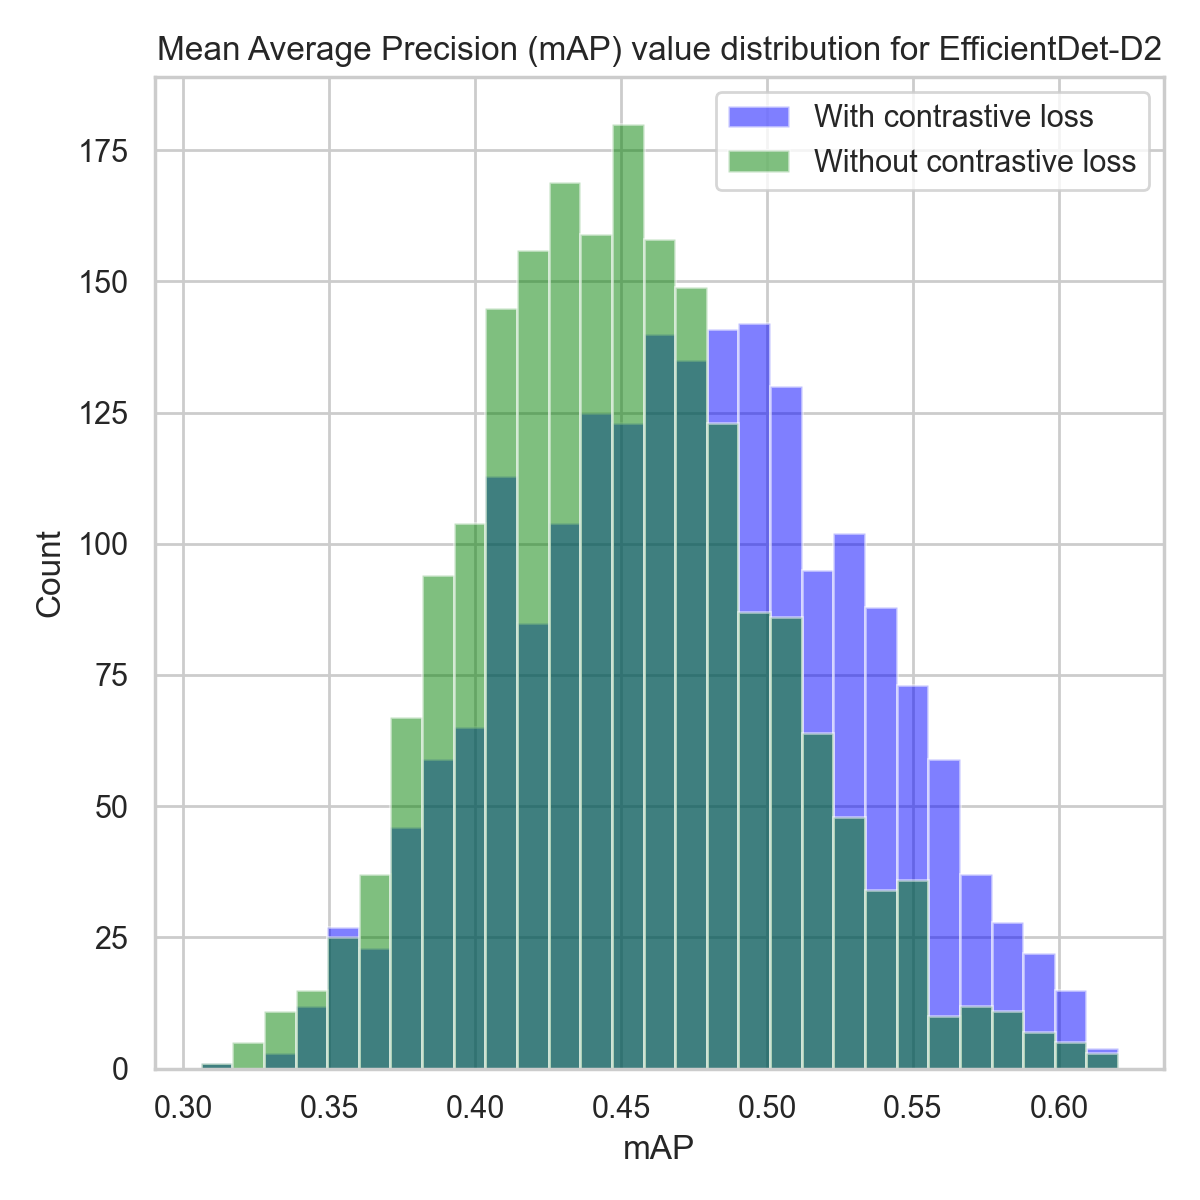 Mean Average Precision (mAP) value distribution for EfficientDet-D2
With contrastive loss
Without contrastive loss
175
150
125
100
75
50
25
0
Count
0.30 0.35 0.40 0.45 0.50 0.55 0.60
mAP